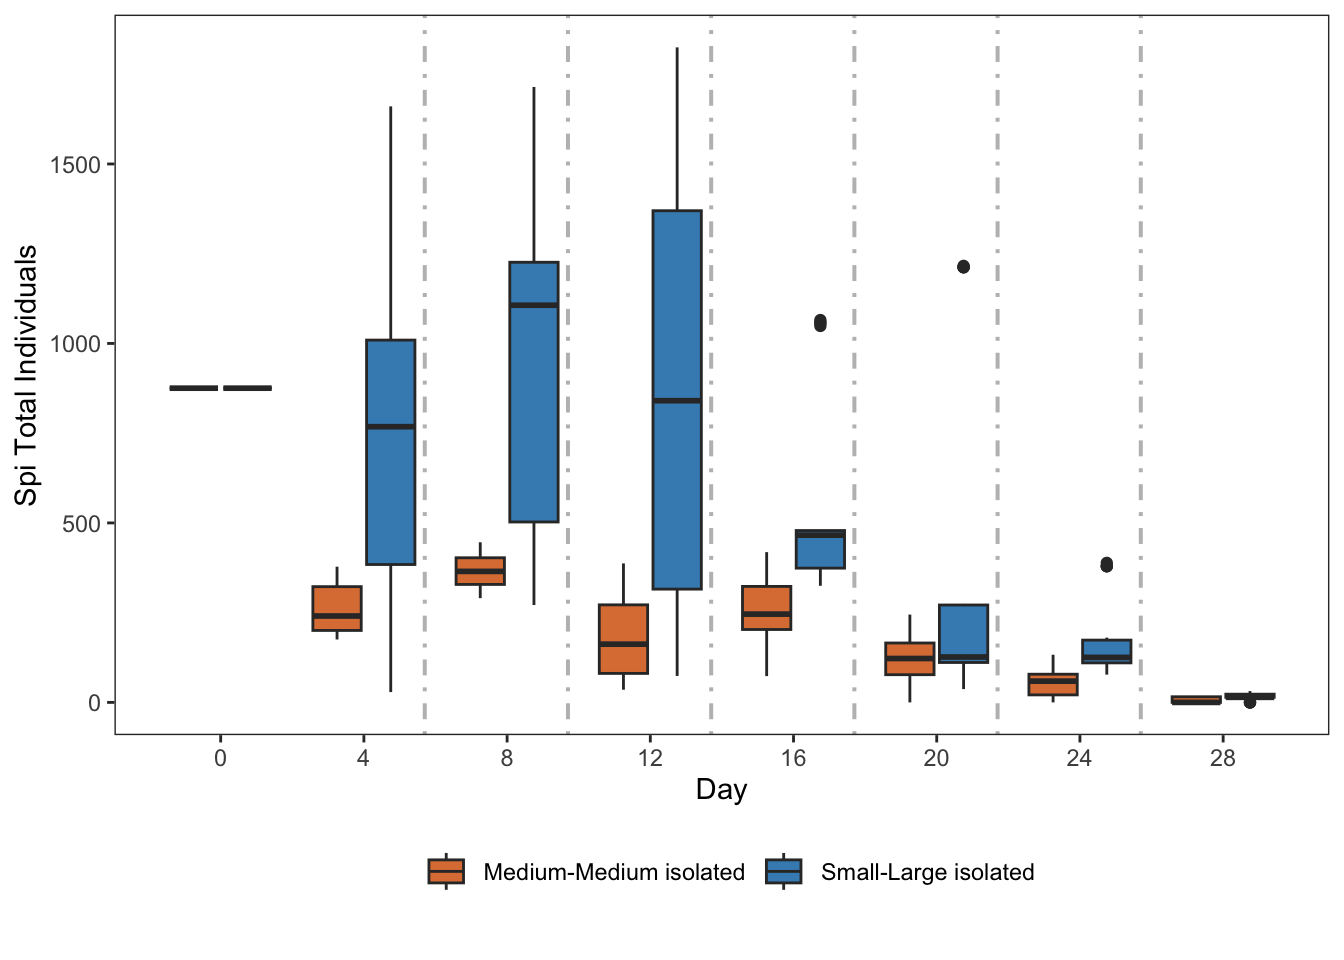 Spi Total Individuals
1500
1000
500
0
0 4 8 12 16 20 24 28
Day
Medium-Medium isolated Small-Large isolated